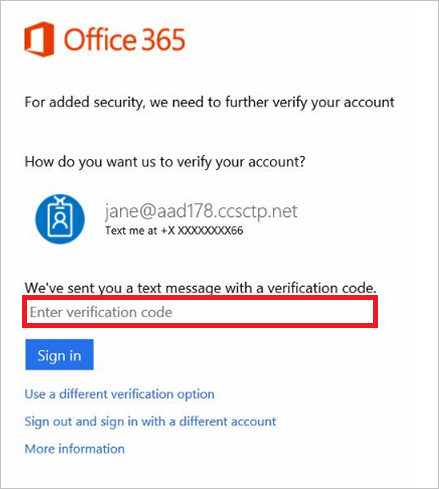 Office 365
For added security, we need to further verify your account
How do you want us to verify your account?
jane@aad178.ccsctp.net
Text me at +X XXXXXXXX66
We've sent you a text message with a verification code.
Enter verification code
Sign in
Use a different verification option
Sign out and sign in with a different account
More information